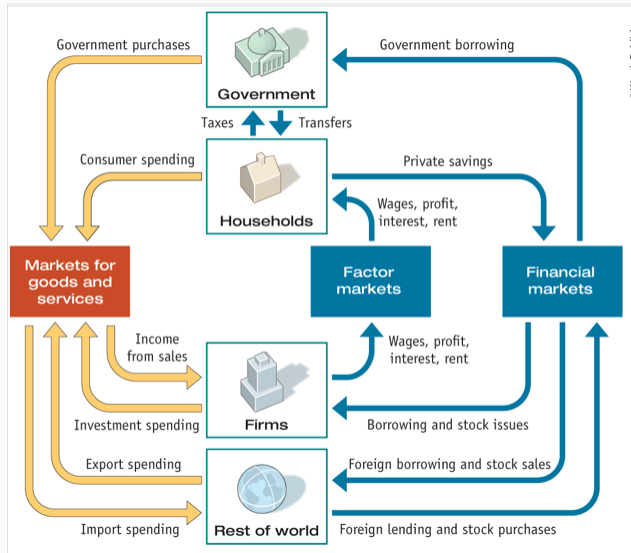 Government purchases
Government borrowing
Government
Taxes
Transfers
Consumer spending
Private savings
Households
Wages, profit,
interest, rent
Markets for
goods and
services
Factor
markets
Financial
markets
Income
from sales
Wages, profit,
interest, rent
Investment spending
Firms
Borrowing and stock issues
Export spending
Foreign borrowing and stock sales
Import spending
Rest of world
Foreign lending and stock purchases